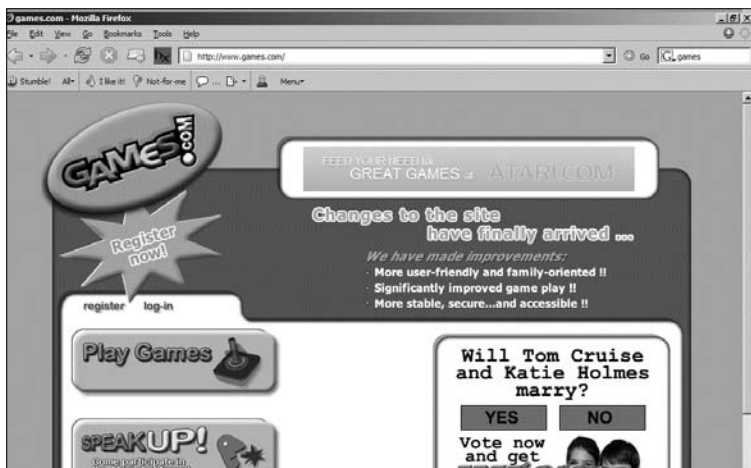 games.com - Mozilla Firefox
File Edit View Go Bookmarks Tools Help
http://www.games.com/
Go
games
Stumble! All I like it! Not-for-me ... Menu
GAMES.COM
FEED YOUR NEED for
GREAT GAMES at ATARI.COM
Register
now!
Changes to the site
have finally arrived ...
We have made improvements:
· More user-friendly and family-oriented !!
· Significantly improved game play !!
· More stable, secure...and accessible !!
register log-in
Play Games
Will Tom Cruise
and Katie Holmes
marry?
YES NO
SPEAKUP!
Come participate in
Vote now
and get